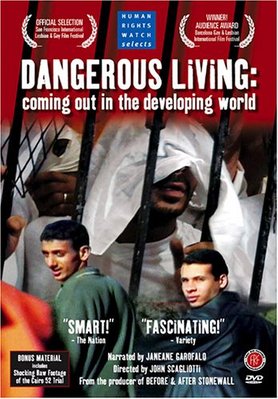 OFFICIAL SELECTION
San Francisco International
Lesbian & Gay Film Festival
HUMAN
RIGHTS
WATCH
selects
WINNER!
AUDIENCE AWARD
Barcelona Gay & Lesbian
International Film Festival
DANGEROUS LiViNG:
coming out in the developing world
"SMART!"
– The Nation
"FASCINATING!"
– Variety
BONUS MATERIAL
includes
Shocking Raw Footage
of the Cairo 52 Trial
Narrated by JANEANE GAROFALO
Directed by JOHN SCAGLIOTTI
From the producer of BEFORE & AFTER STONEWALL
DVD